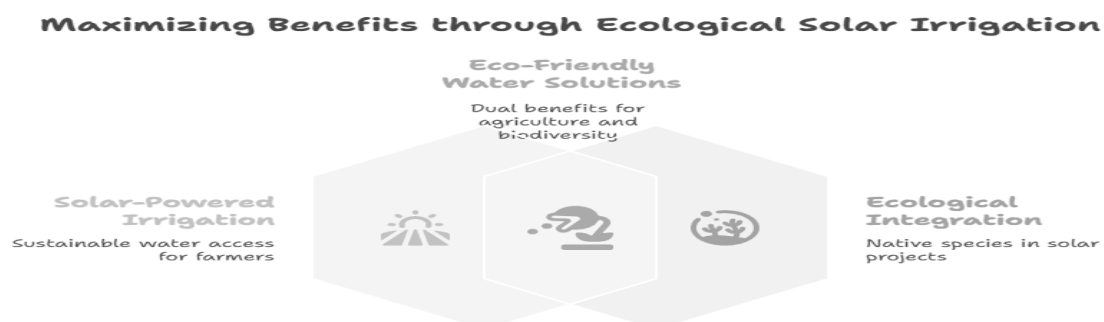 Maximizing Benefits through Ecological Solar Irrigation
Eco-Friendly
Water Solutions
Dual benefits for
agriculture and
biodiversity
Solar-Powered
Irrigation
Sustainable water access
for farmers
Ecological
Integration
Native species in solar
projects